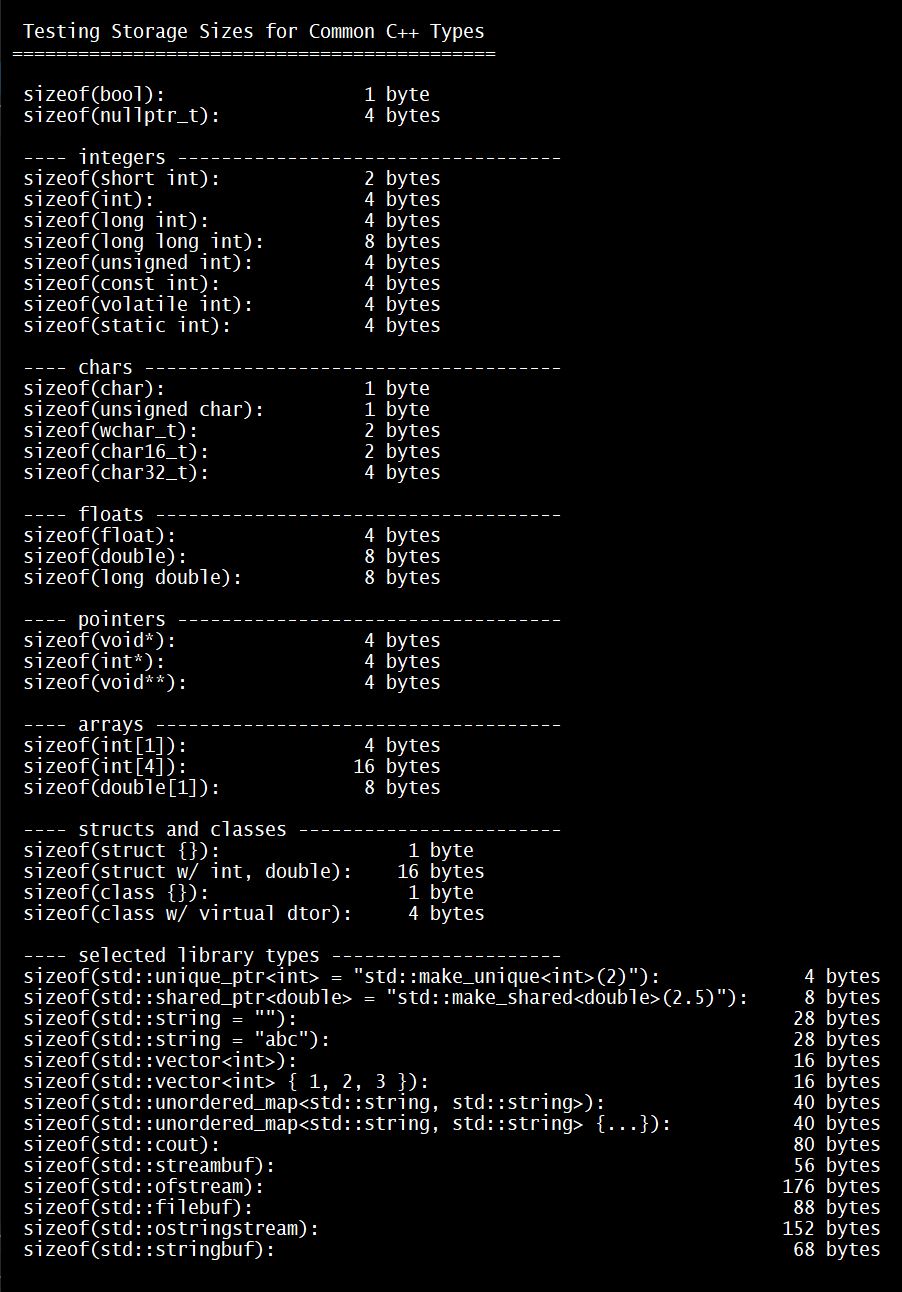 Testing Storage Sizes for Common C++ Types
============================================
sizeof(bool): 1 byte
sizeof(nullptr_t): 4 bytes
---- integers -----------------------------------
sizeof(short int): 2 bytes
sizeof(int): 4 bytes
sizeof(long int): 4 bytes
sizeof(long long int): 8 bytes
sizeof(unsigned int): 4 bytes
sizeof(const int): 4 bytes
sizeof(volatile int): 4 bytes
sizeof(static int): 4 bytes
---- chars --------------------------------------
sizeof(char): 1 byte
sizeof(unsigned char): 1 byte
sizeof(wchar_t): 2 bytes
sizeof(char16_t): 2 bytes
sizeof(char32_t): 4 bytes
---- floats -------------------------------------
sizeof(float): 4 bytes
sizeof(double): 8 bytes
sizeof(long double): 8 bytes
---- pointers -----------------------------------
sizeof(void*): 4 bytes
sizeof(int*): 4 bytes
sizeof(void**): 4 bytes
---- arrays -------------------------------------
sizeof(int[1]): 4 bytes
sizeof(int[4]): 16 bytes
sizeof(double[1]): 8 bytes
---- structs and classes ------------------------
sizeof(struct {}): 1 byte
sizeof(struct w/ int, double): 16 bytes
sizeof(class {}): 1 byte
sizeof(class w/ virtual dtor): 4 bytes
---- selected library types ---------------------
sizeof(std::unique_ptr<int> = "std::make_unique<int>(2)"): 4 bytes
sizeof(std::shared_ptr<double> = "std::make_shared<double>(2.5)"): 8 bytes
sizeof(std::string = ""): 28 bytes
sizeof(std::string = "abc"): 28 bytes
sizeof(std::vector<int>): 16 bytes
sizeof(std::vector<int> { 1, 2, 3 }): 16 bytes
sizeof(std::unordered_map<std::string, std::string>): 40 bytes
sizeof(std::unordered_map<std::string, std::string> {...}): 40 bytes
sizeof(std::cout): 80 bytes
sizeof(std::streambuf): 56 bytes
sizeof(std::ofstream): 176 bytes
sizeof(std::filebuf): 88 bytes
sizeof(std::ostringstream): 152 bytes
sizeof(std::stringbuf): 68 bytes